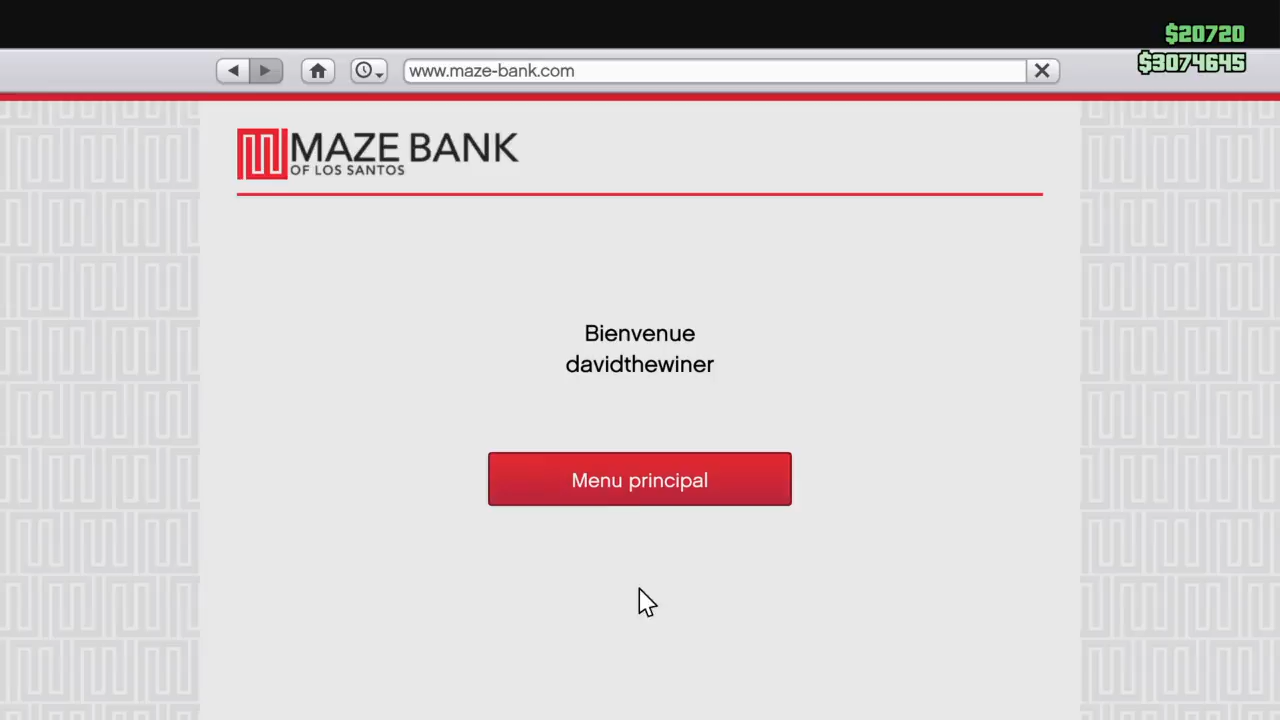 $20720
$3074645
www.maze-bank.com
MAZE BANK
OF LOS SANTOS
Bienvenue
davidthewiner
Menu principal